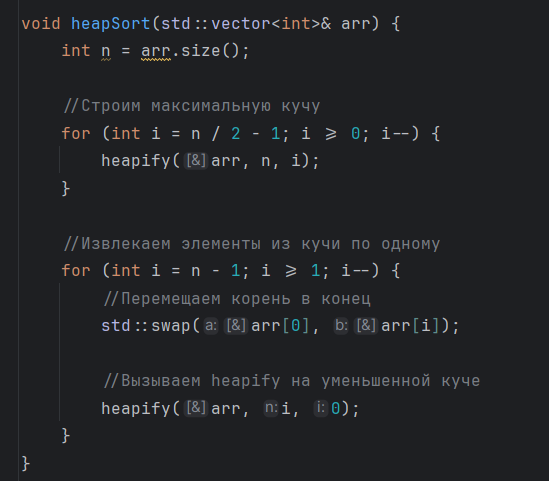 void heapSort(std::vector<int>& arr) {
    int n = arr.size();

    //Строим максимальную кучу
    for (int i = n / 2 - 1; i >= 0; i--) {
        heapify([&] arr, n, i);
    }

    //Извлекаем элементы из кучи по одному
    for (int i = n - 1; i >= 1; i--) {
        //Перемещаем корень в конец
        std::swap(a: [&] arr[0], b: [&] arr[i]);

        //Вызываем heapify на уменьшенной куче
        heapify([&] arr, n: i, i: 0);
    }
}